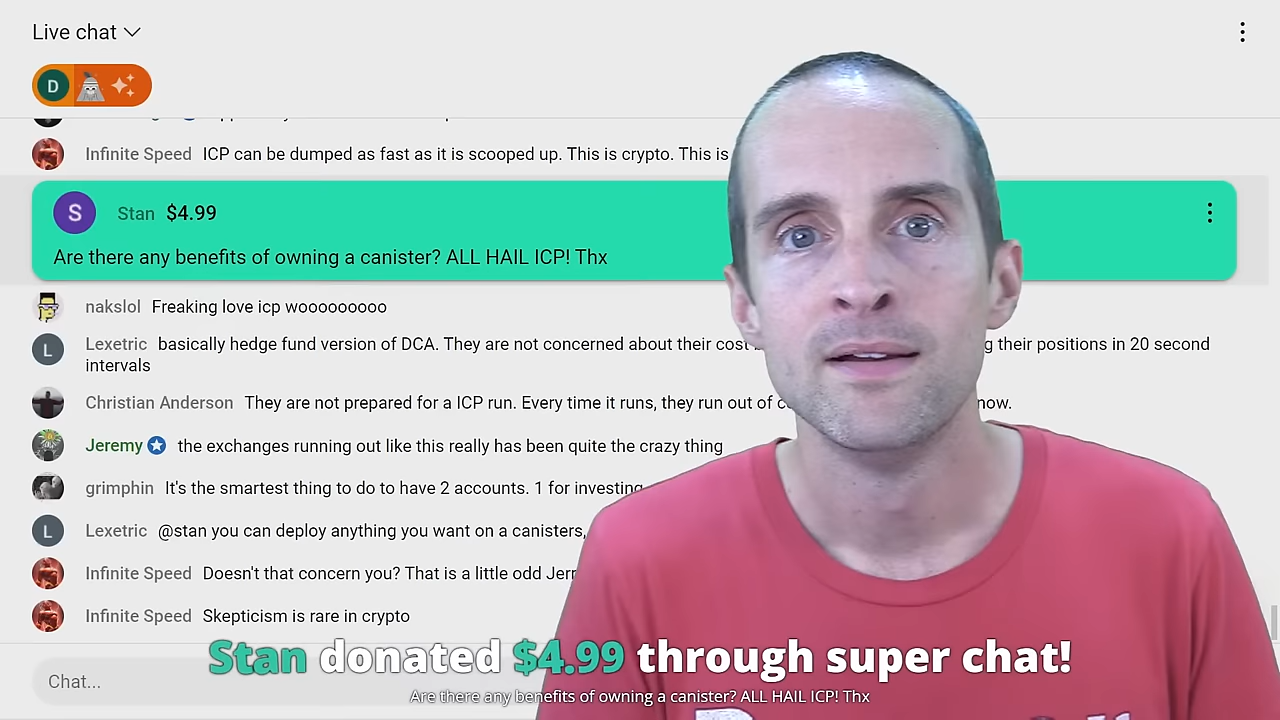 Live chat
D
Infinite Speed ICP can be dumped as fast as it is scooped up. This is crypto. This is
S Stan $4.99
Are there any benefits of owning a canister? ALL HAIL ICP! Thx
nakslol Freaking love icp wooooooooo
L Lexetric basically hedge fund version of DCA. They are not concerned about their cost g their positions in 20 second
intervals
Christian Anderson They are not prepared for a ICP run. Every time it runs, they run out of now.
Jeremy the exchanges running out like this really has been quite the crazy thing
grimphin It's the smartest thing to do to have 2 accounts. 1 for investing
L Lexetric @stan you can deploy anything you want on a canisters,
Infinite Speed Doesn't that concern you? That is a little odd Jer
Infinite Speed Skepticism is rare in crypto
Stan donated $4.99 through super chat!
Chat...
Are there any benefits of owning a canister? ALL HAIL ICP! Thx